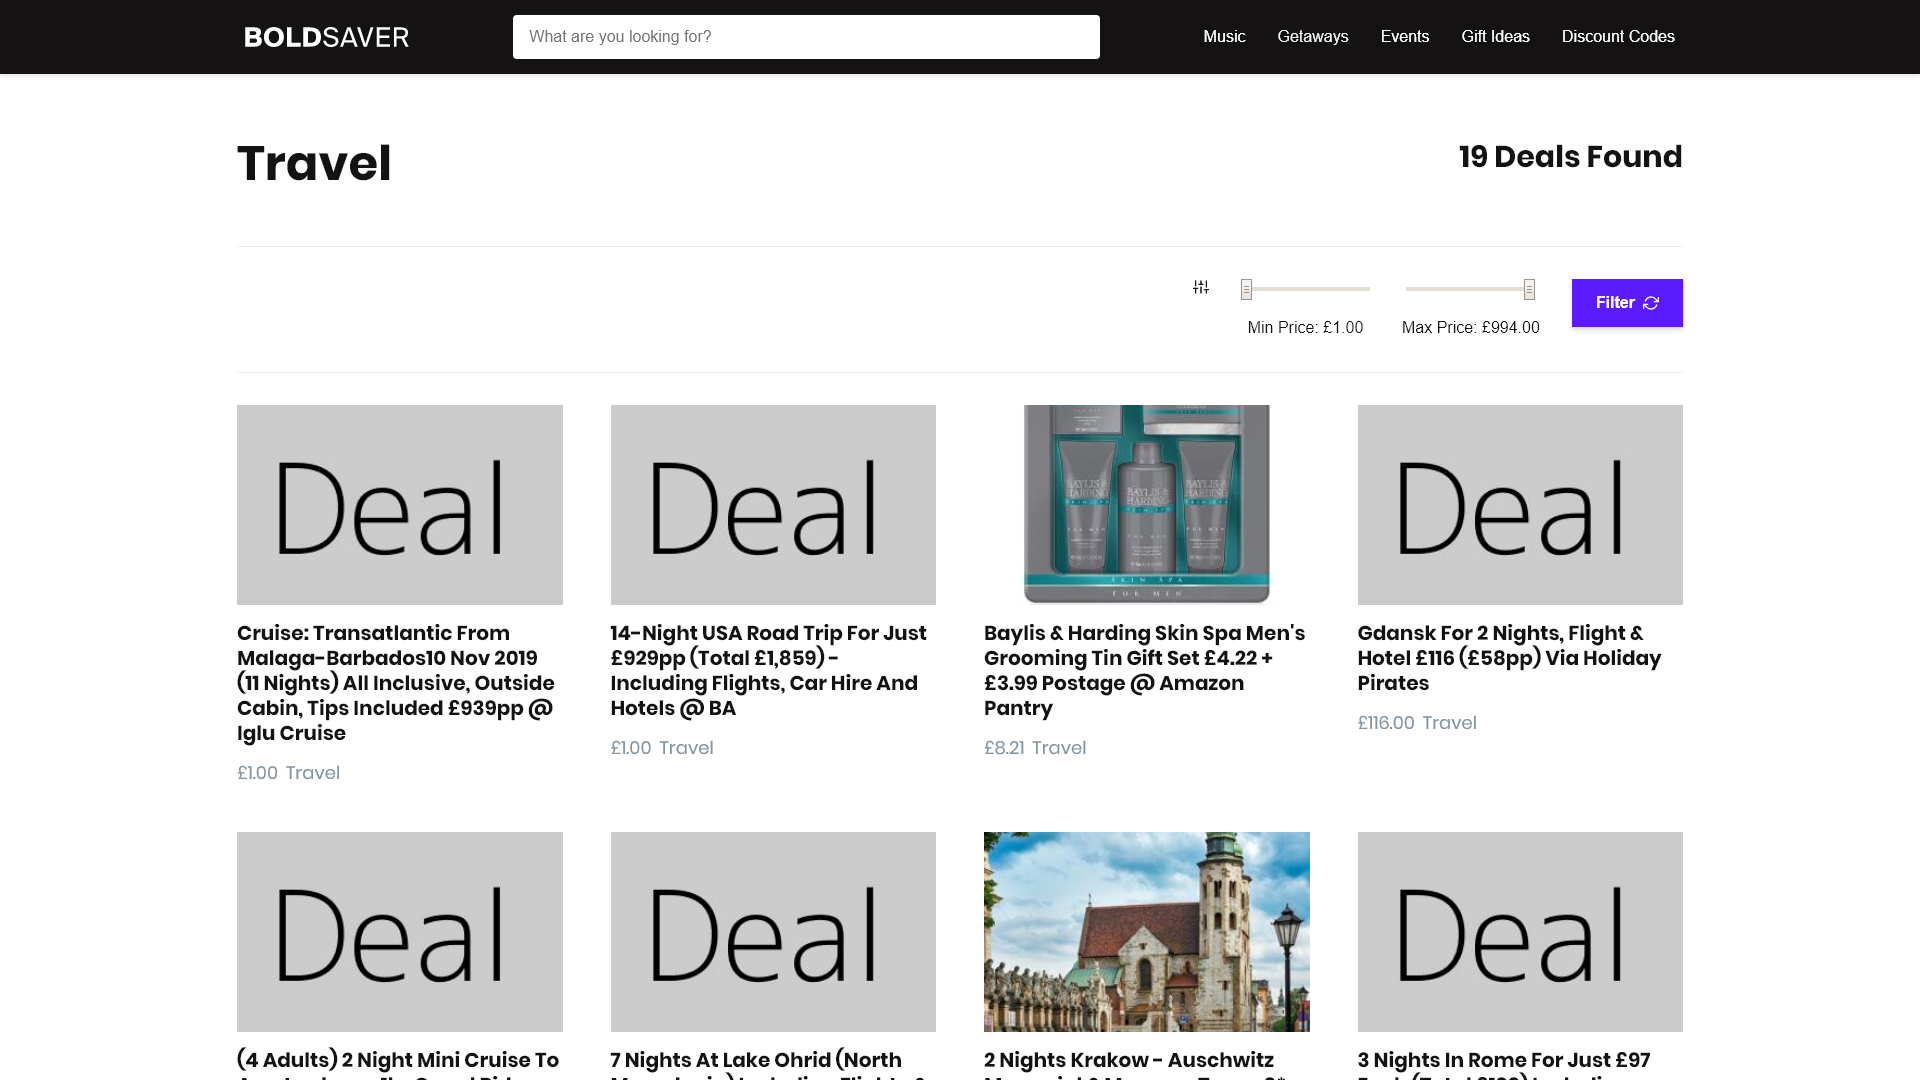 BOLDSAVER
What are you looking for?
Music
Getaways
Events
Gift Ideas
Discount Codes
Travel
19 Deals Found
Min Price: £1.00
Max Price: £994.00
Filter
Deal
Deal
BAYLIS & HARDING
BAYLIS & HARDING
BAYLIS & HARDING
SKIN SPA
FOR MEN
Deal
Cruise: Transatlantic From
Malaga-Barbados10 Nov 2019
(11 Nights) All Inclusive, Outside
Cabin, Tips Included £939pp @
Iglu Cruise
£1.00 Travel
14-Night USA Road Trip For Just
£929pp (Total £1,859) -
Including Flights, Car Hire And
Hotels @ BA
£1.00 Travel
Baylis & Harding Skin Spa Men's
Grooming Tin Gift Set £4.22 +
£3.99 Postage @ Amazon
Pantry
£8.21 Travel
Gdansk For 2 Nights, Flight &
Hotel £116 (£58pp) Via Holiday
Pirates
£116.00 Travel
Deal
Deal
Deal
(4 Adults) 2 Night Mini Cruise To
7 Nights At Lake Ohrid (North
2 Nights Krakow - Auschwitz
3 Nights In Rome For Just £97